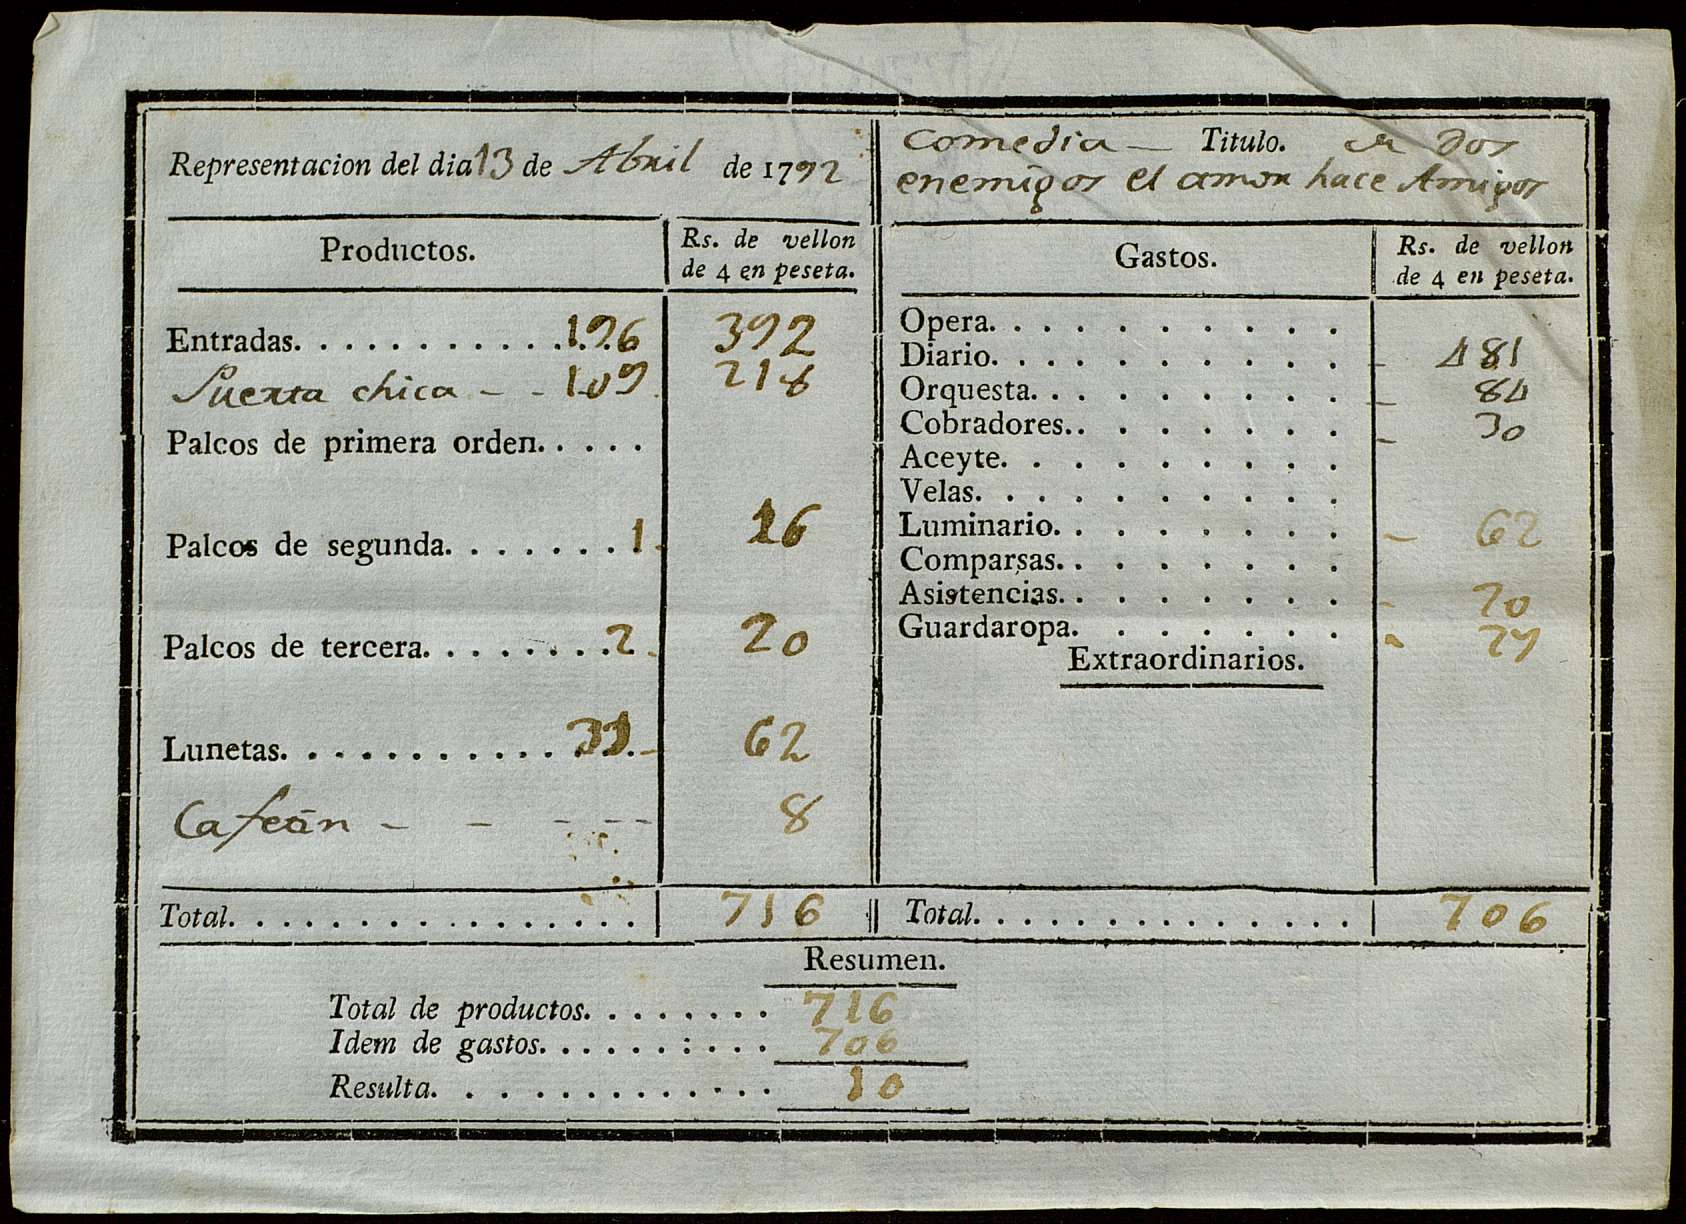 Representacion del dia 13 de Abril de 1792
Comedia — Titulo. A Dos
enemigos el amor hace Amigos
Productos. Rs. de vellon de 4 en peseta.
Entradas. . . . . . . . . . . . . 196 392
Puerta chica - - 109 218
Palcos de primera orden. . . . .
Palcos de segunda. . . . . . . 1. 16
Palcos de tercera. . . . . . . . 2. 20
Lunetas. . . . . . . . . . . . 31. 62
- - - - - 8
Total. . . . . . . . . . . . . . . . 716
Gastos. Rs. de vellon de 4 en peseta.
Opera. . . . . . . . . . .
Diario. . . . . . . . . . . - 481
Orquesta. . . . . . . . . - 84
Cobradores. . . . . . . . - 30
Aceyte. . . . . . . . . .
Velas. . . . . . . . . . .
Luminario. . . . . . . . - 62
Comparsas. . . . . . . .
Asistencias. . . . . . . . - 20
Guardaropa. . . . . . . - 29
Extraordinarios.
Total. . . . . . . . . . . . . . . 706
Resumen.
Total de productos. . . . . . . . 716
Idem de gastos. . . . . . : . . . 706
Resulta. . . . . . . . . . . . . 10